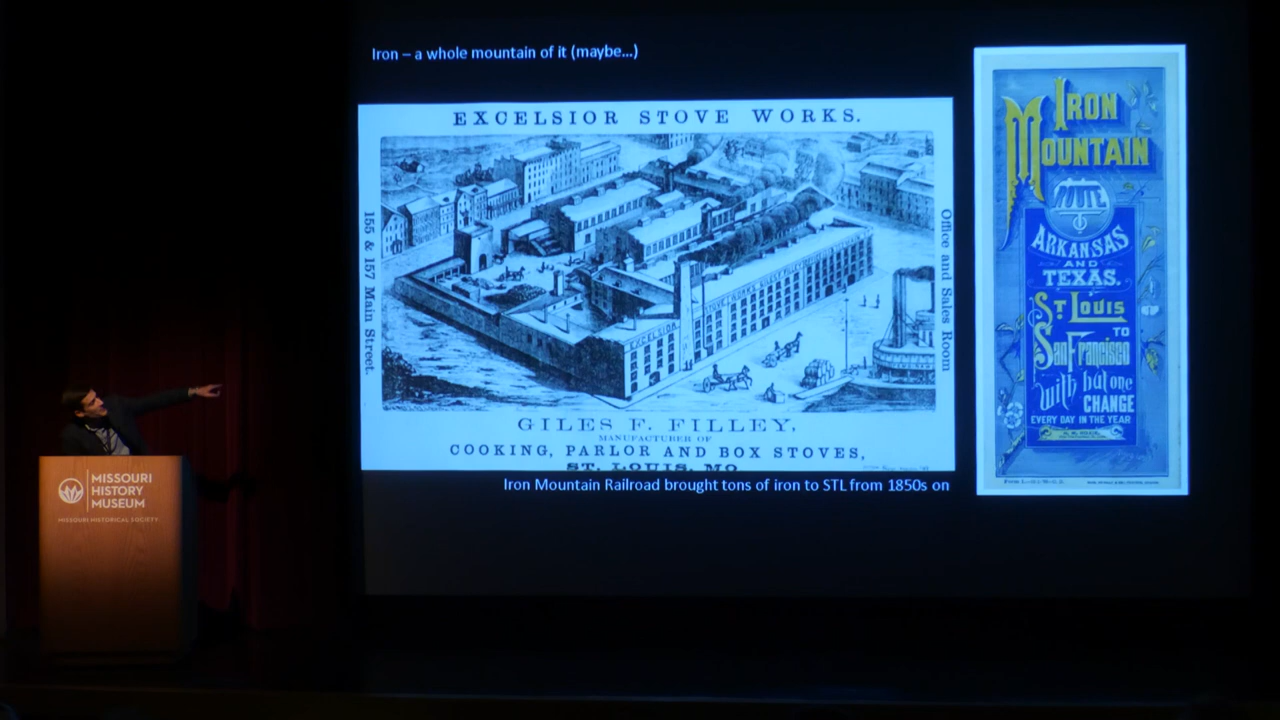 Iron – a whole mountain of it (maybe...)
EXCELSIOR STOVE WORKS.
155 & 157 Main Street.
Office and Sales Room
EXCELSIOR
STOVE WORKS
GILES F. FILLEY,
MANUFACTURER OF
COOKING, PARLOR AND BOX STOVES,
ST. LOUIS, MO
Iron Mountain Railroad brought tons of iron to STL from 1850s on
IRON
MOUNTAIN
ROUTE
ARKANSAS
AND
TEXAS.
ST LOUIS
TO
SAN FRANCISCO
with but one
CHANGE
EVERY DAY IN THE YEAR
MISSOURI
HISTORY
MUSEUM
MISSOURI HISTORICAL SOCIETY